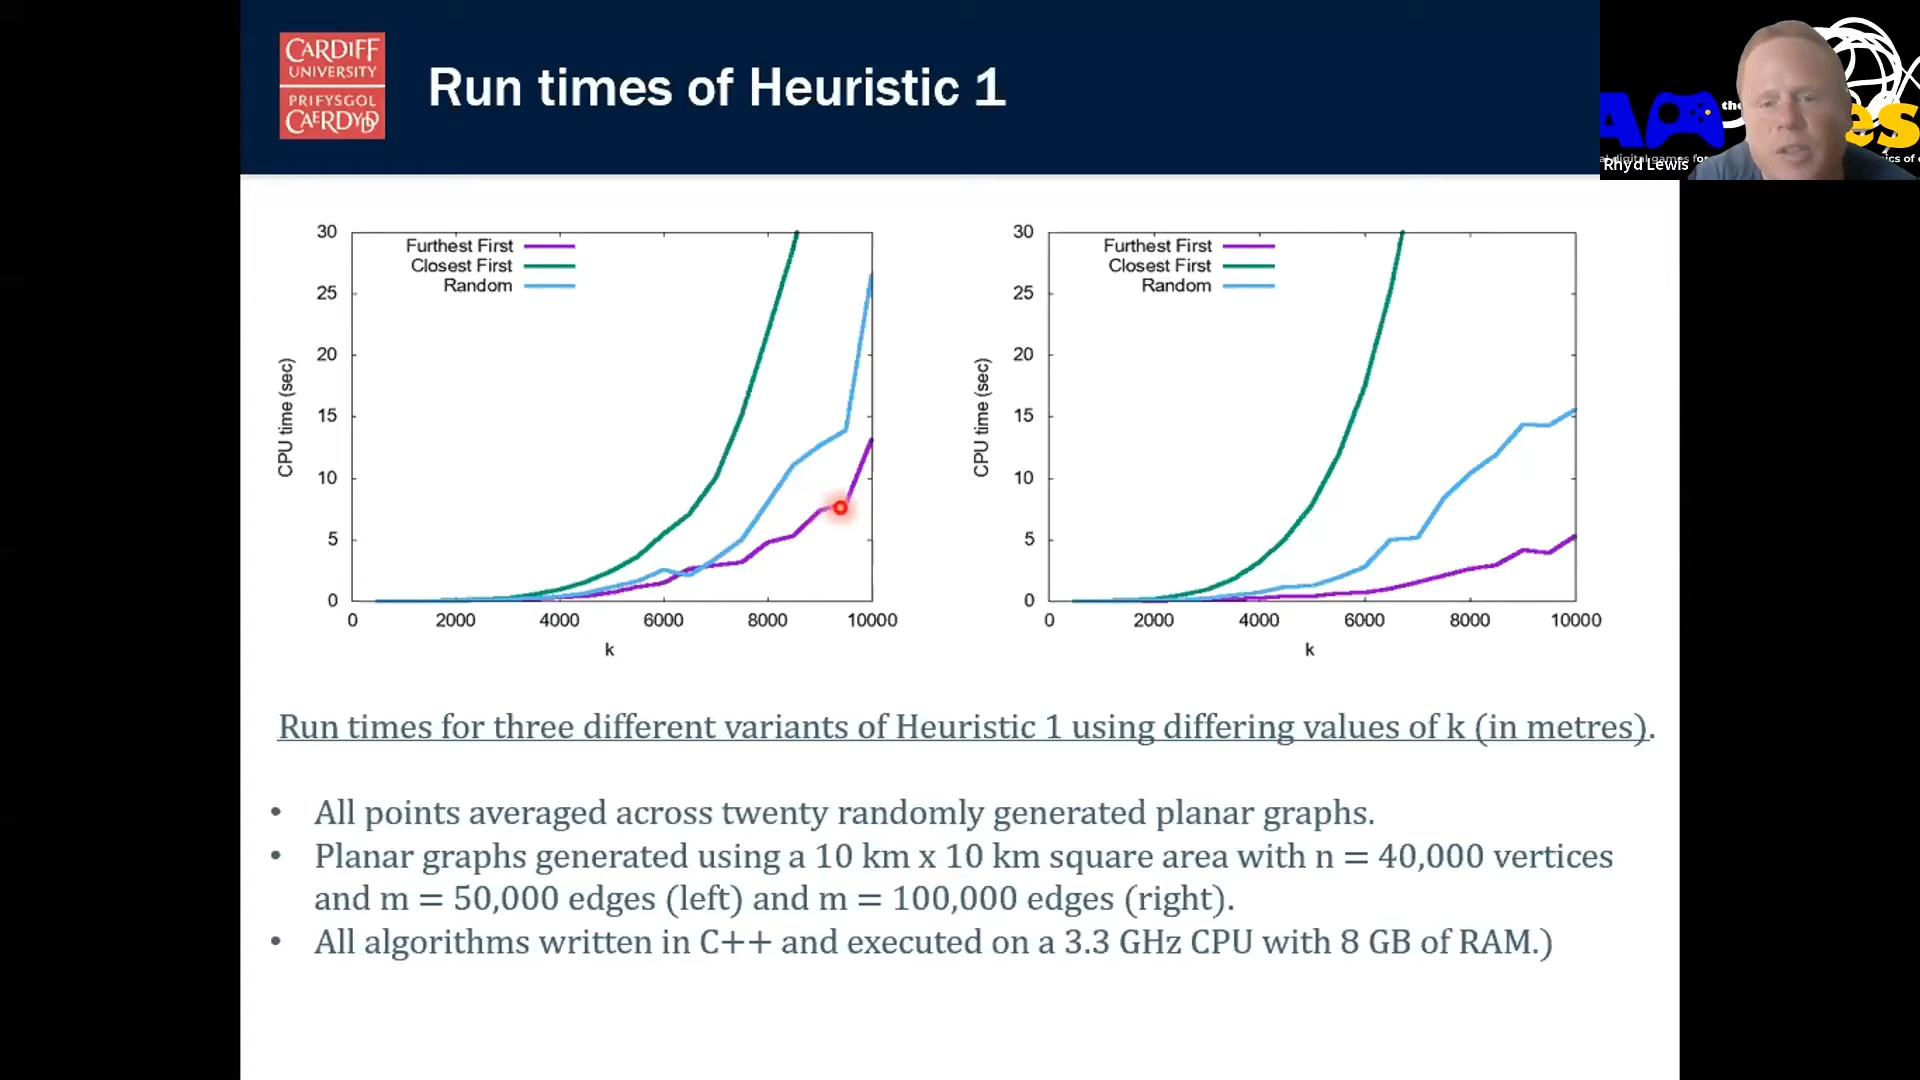 CARDIFF
UNIVERSITY
PRIFYSGOL
CAERDYDD
Run times of Heuristic 1
the
es
Rhyd Lewis
30
25
20
15
10
5
0
CPU time (sec)
Furthest First
Closest First
Random
0 2000 4000 6000 8000 10000
k
30
25
20
15
10
5
0
CPU time (sec)
Furthest First
Closest First
Random
0 2000 4000 6000 8000 10000
k
Run times for three different variants of Heuristic 1 using differing values of k (in metres).
• All points averaged across twenty randomly generated planar graphs.
• Planar graphs generated using a 10 km x 10 km square area with n = 40,000 vertices
and m = 50,000 edges (left) and m = 100,000 edges (right).
• All algorithms written in C++ and executed on a 3.3 GHz CPU with 8 GB of RAM.)